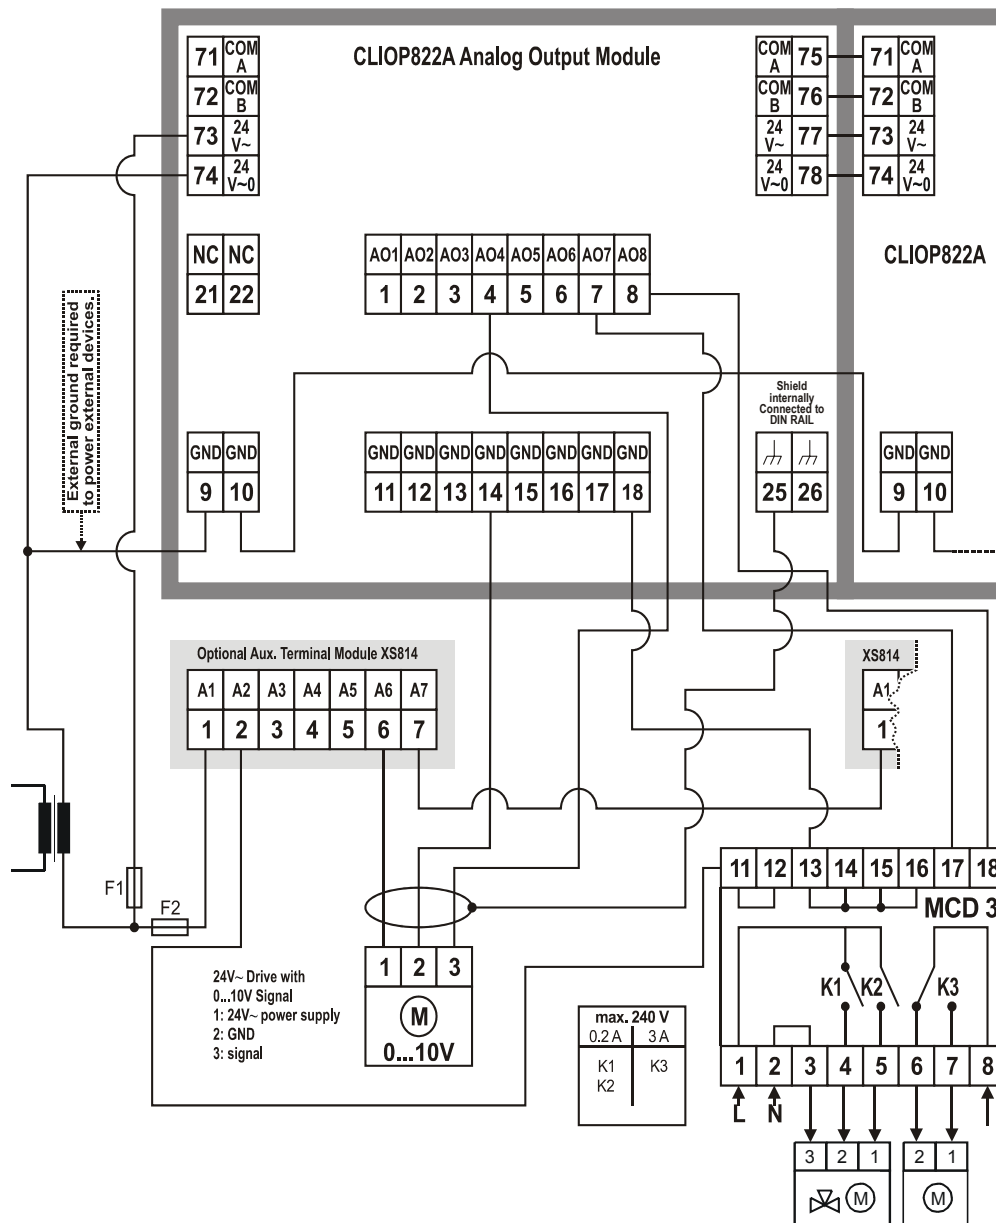 CLIOP822A Analog Output Module
71 COM A
72 COM B
73 24 V~
74 24 V~0
COM A 75
COM B 76
24 V~ 77
24 V~0 78
71 COM A
72 COM B
73 24 V~
74 24 V~0
NC NC
21 22
AO1 AO2 AO3 AO4 AO5 AO6 AO7 AO8
1 2 3 4 5 6 7 8
CLIOP822A
External ground required
to power external devices.
Shield
internally
Connected to
DIN RAIL
GND GND
9 10
GND GND GND GND GND GND GND GND
11 12 13 14 15 16 17 18
25 26
GND GND
9 10
Optional Aux. Terminal Module XS814
A1 A2 A3 A4 A5 A6 A7
1 2 3 4 5 6 7
XS814
A1
1
F1
F2
11 12 13 14 15 16 17 18
MCD 3
K1 K2 K3
24V~ Drive with
0...10V Signal
1: 24V~ power supply
2: GND
3: signal
1 2 3
M
0...10V
max. 240 V
0.2 A 3 A
K1 K3
K2
1 2 3 4 5 6 7 8
L N
3 2 1
M
2 1
M